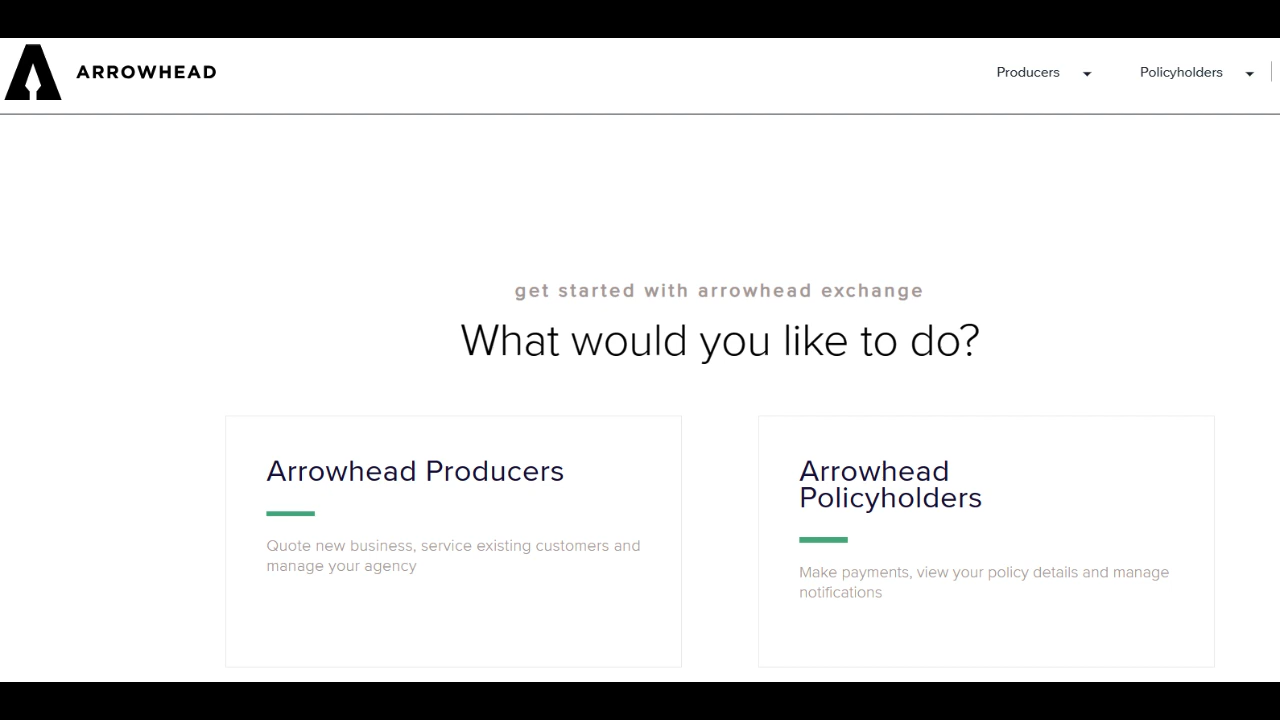 ARROWHEAD
Producers
Policyholders
get started with arrowhead exchange
What would you like to do?
Arrowhead Producers
Quote new business, service existing customers and
manage your agency
Arrowhead
Policyholders
Make payments, view your policy details and manage
notifications